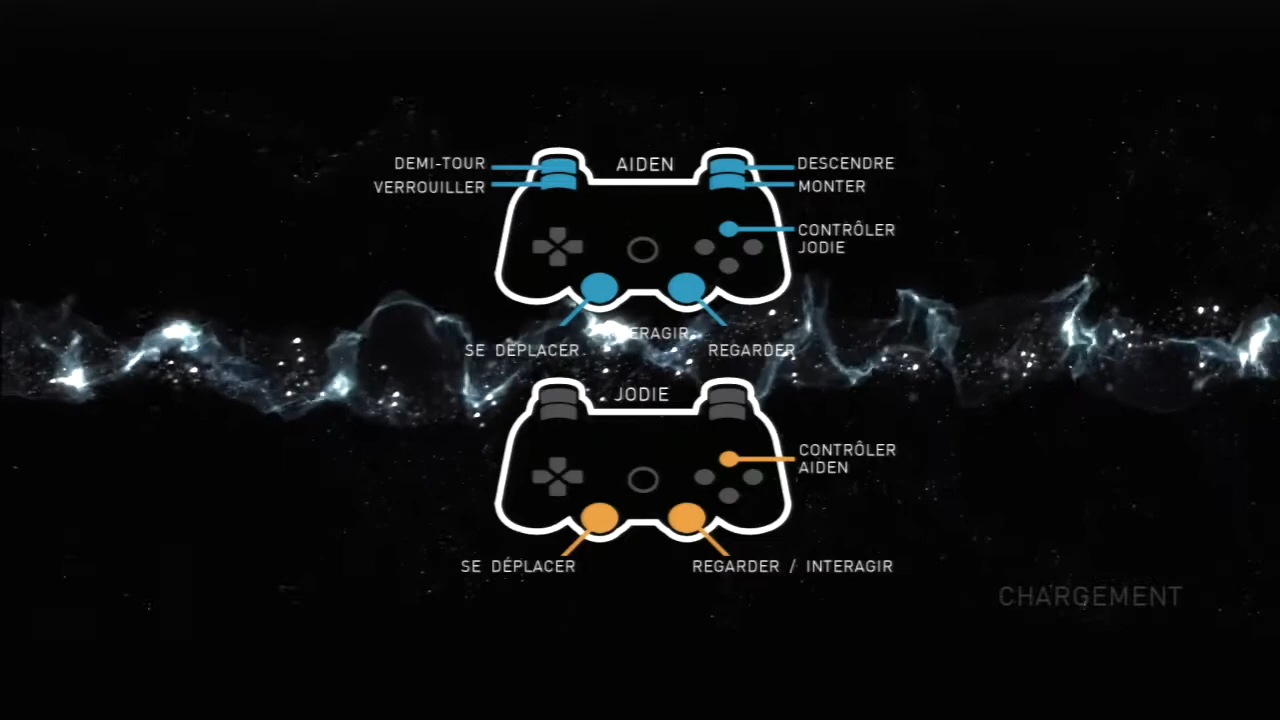 AIDEN
DEMI-TOUR
DESCENDRE
VERROUILLER
MONTER
CONTRÔLER
JODIE
SE DÉPLACER
REGARDER
JODIE
CONTRÔLER
AIDEN
SE DÉPLACER
REGARDER / INTERAGIR
CHARGEMENT